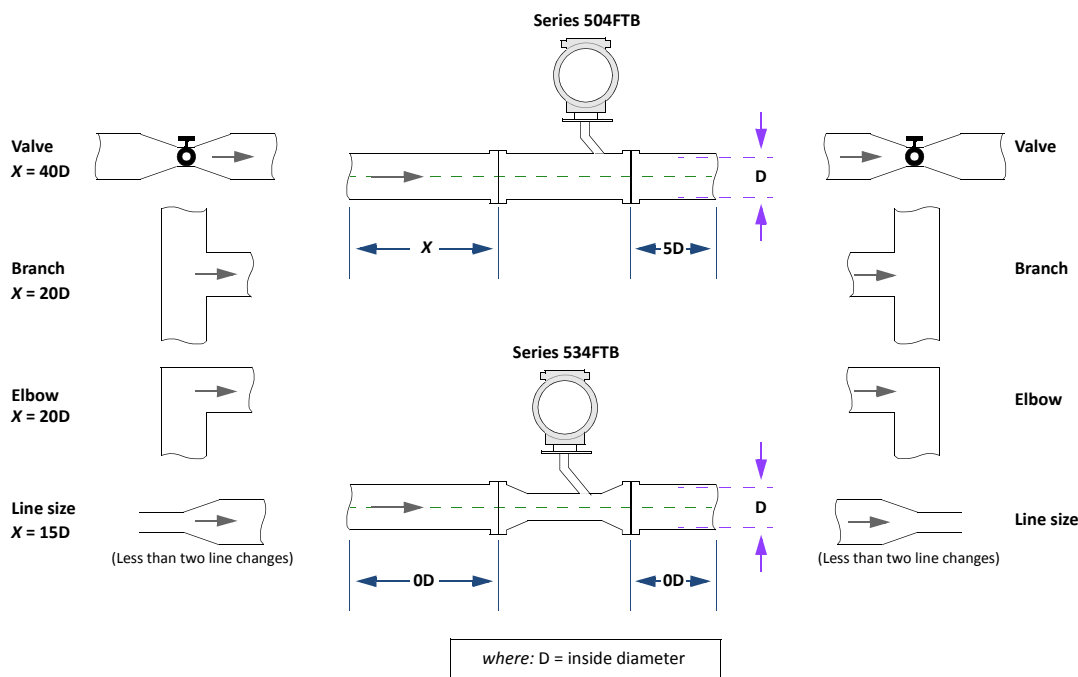 Series 504FTB
Valve
X = 40D
Branch
X = 20D
Elbow
X = 20D
Line size
X = 15D
(Less than two line changes)
D
X
5D
Series 534FTB
D
0D
0D
Valve
Branch
Elbow
Line size
(Less than two line changes)
where: D = inside diameter